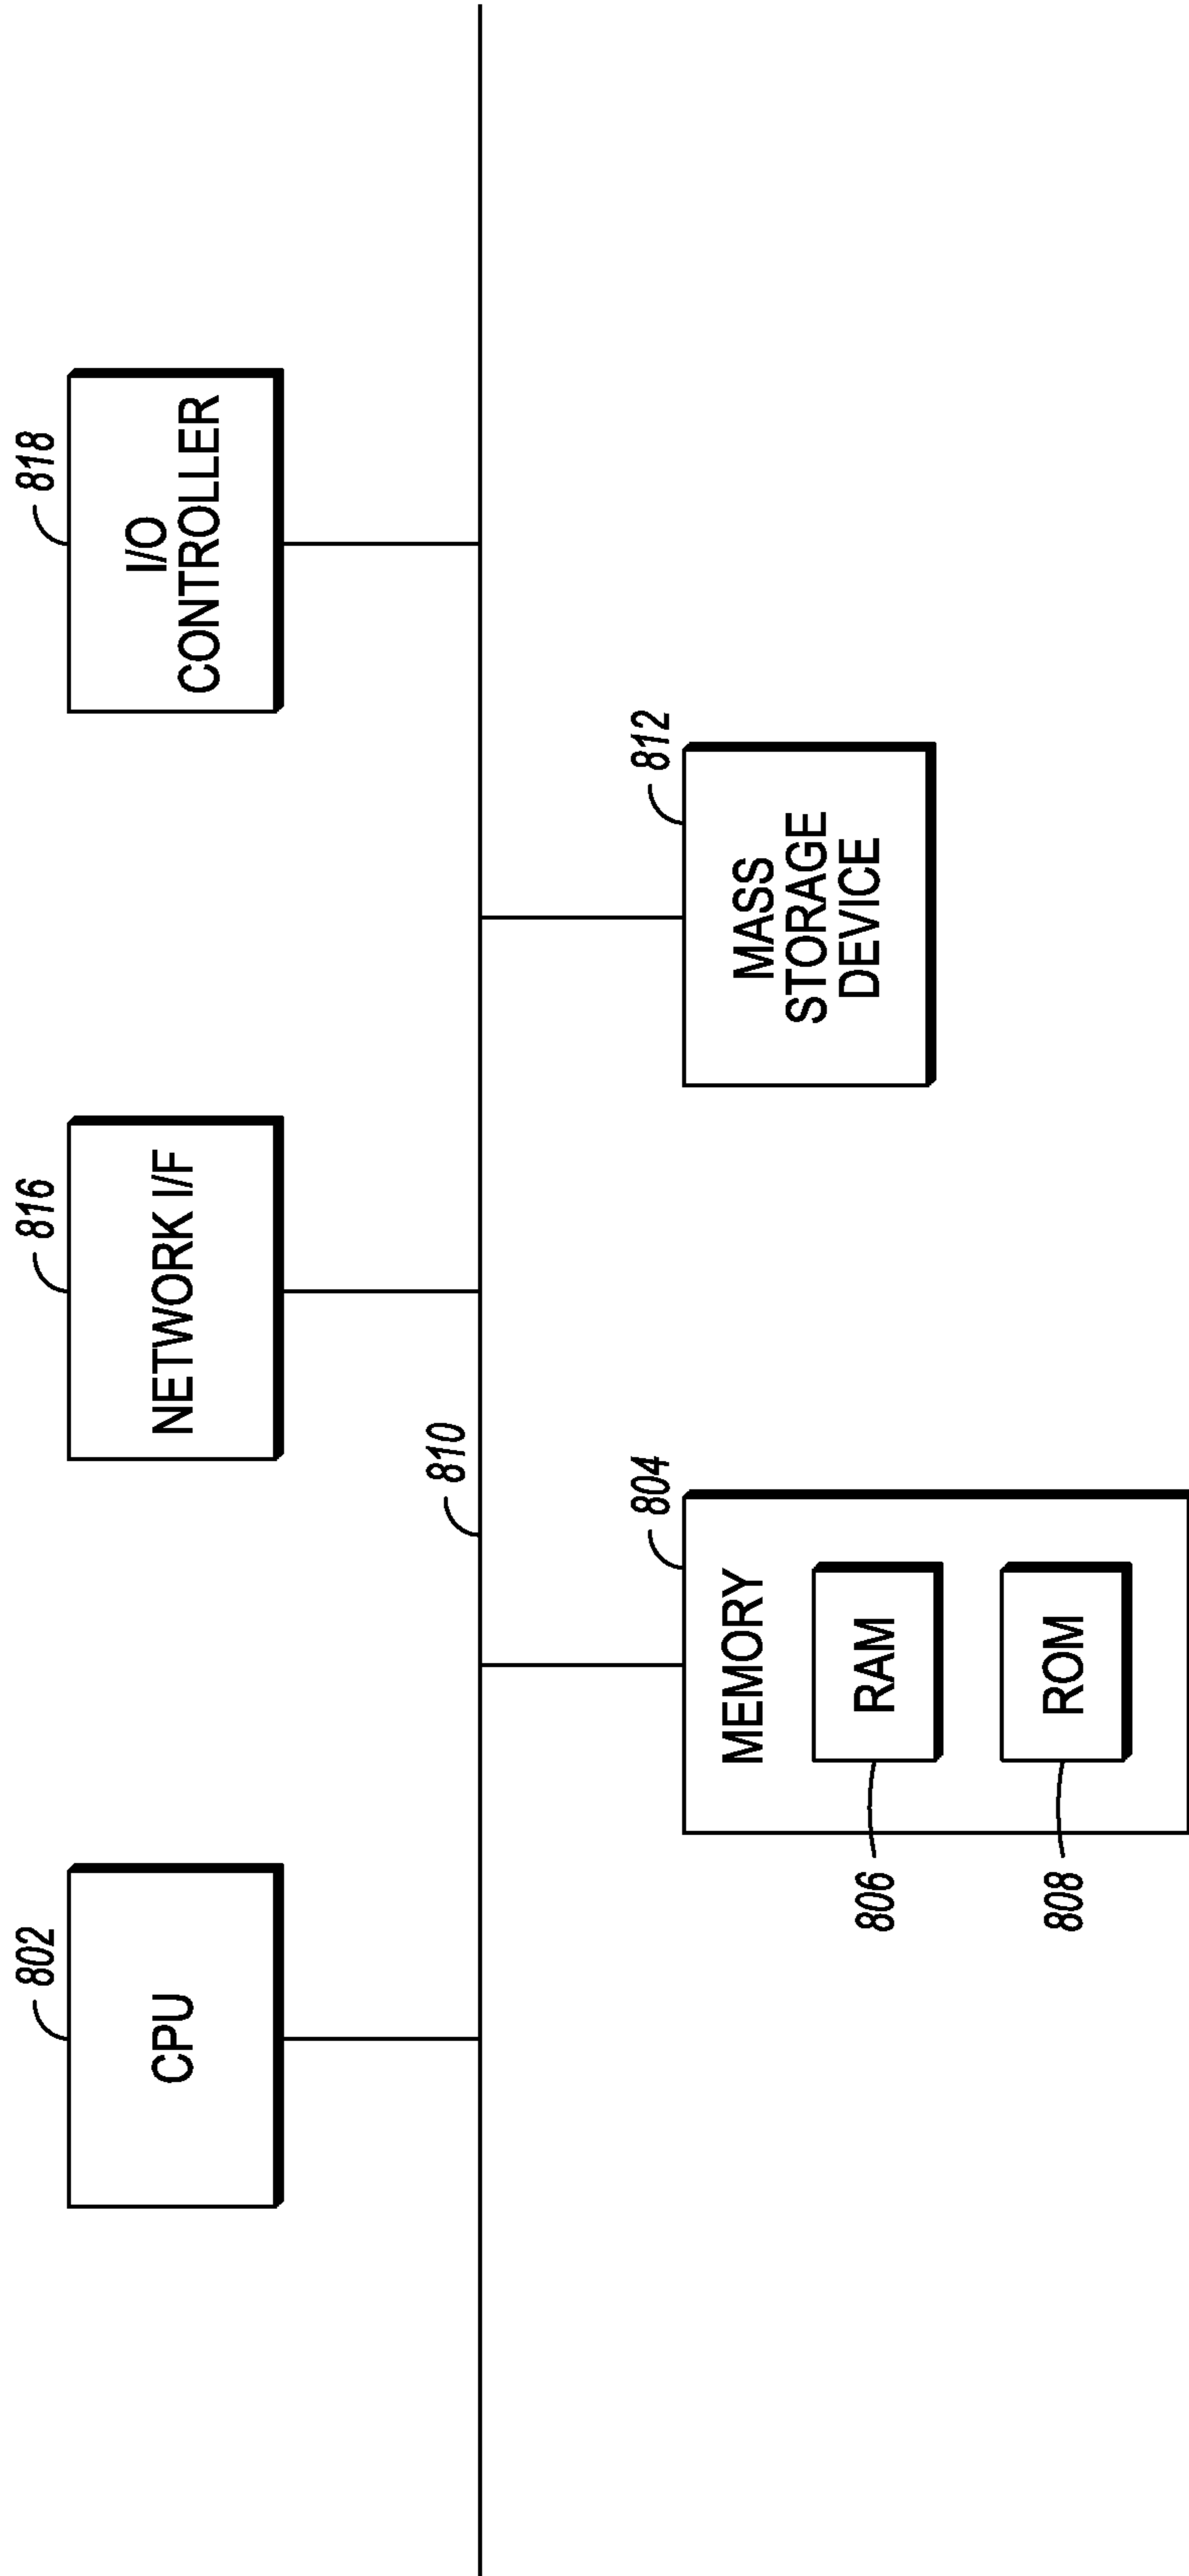 802
CPU
816
NETWORK I/F
818
I/O
CONTROLLER
810
804
MEMORY
806
RAM
808
ROM
812
MASS
STORAGE
DEVICE